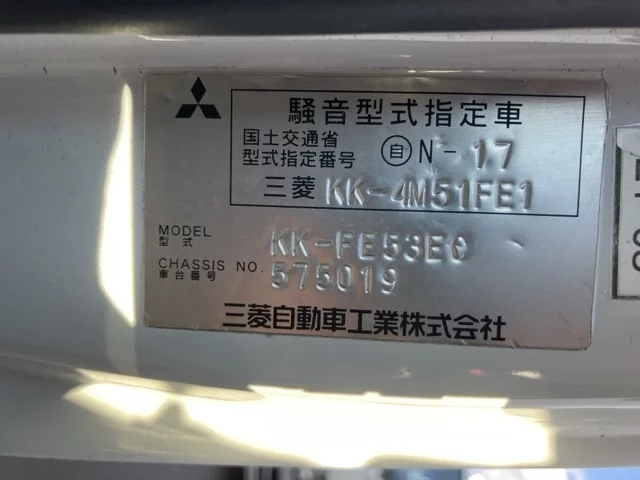 騒音型式指定車
国土交通省
型式指定番号 自 N-17
三菱 KK-4M51FE1
MODEL
型式 KK-FE53EC
CHASSIS NO.
車台番号 575019
三菱自動車工業株式会社